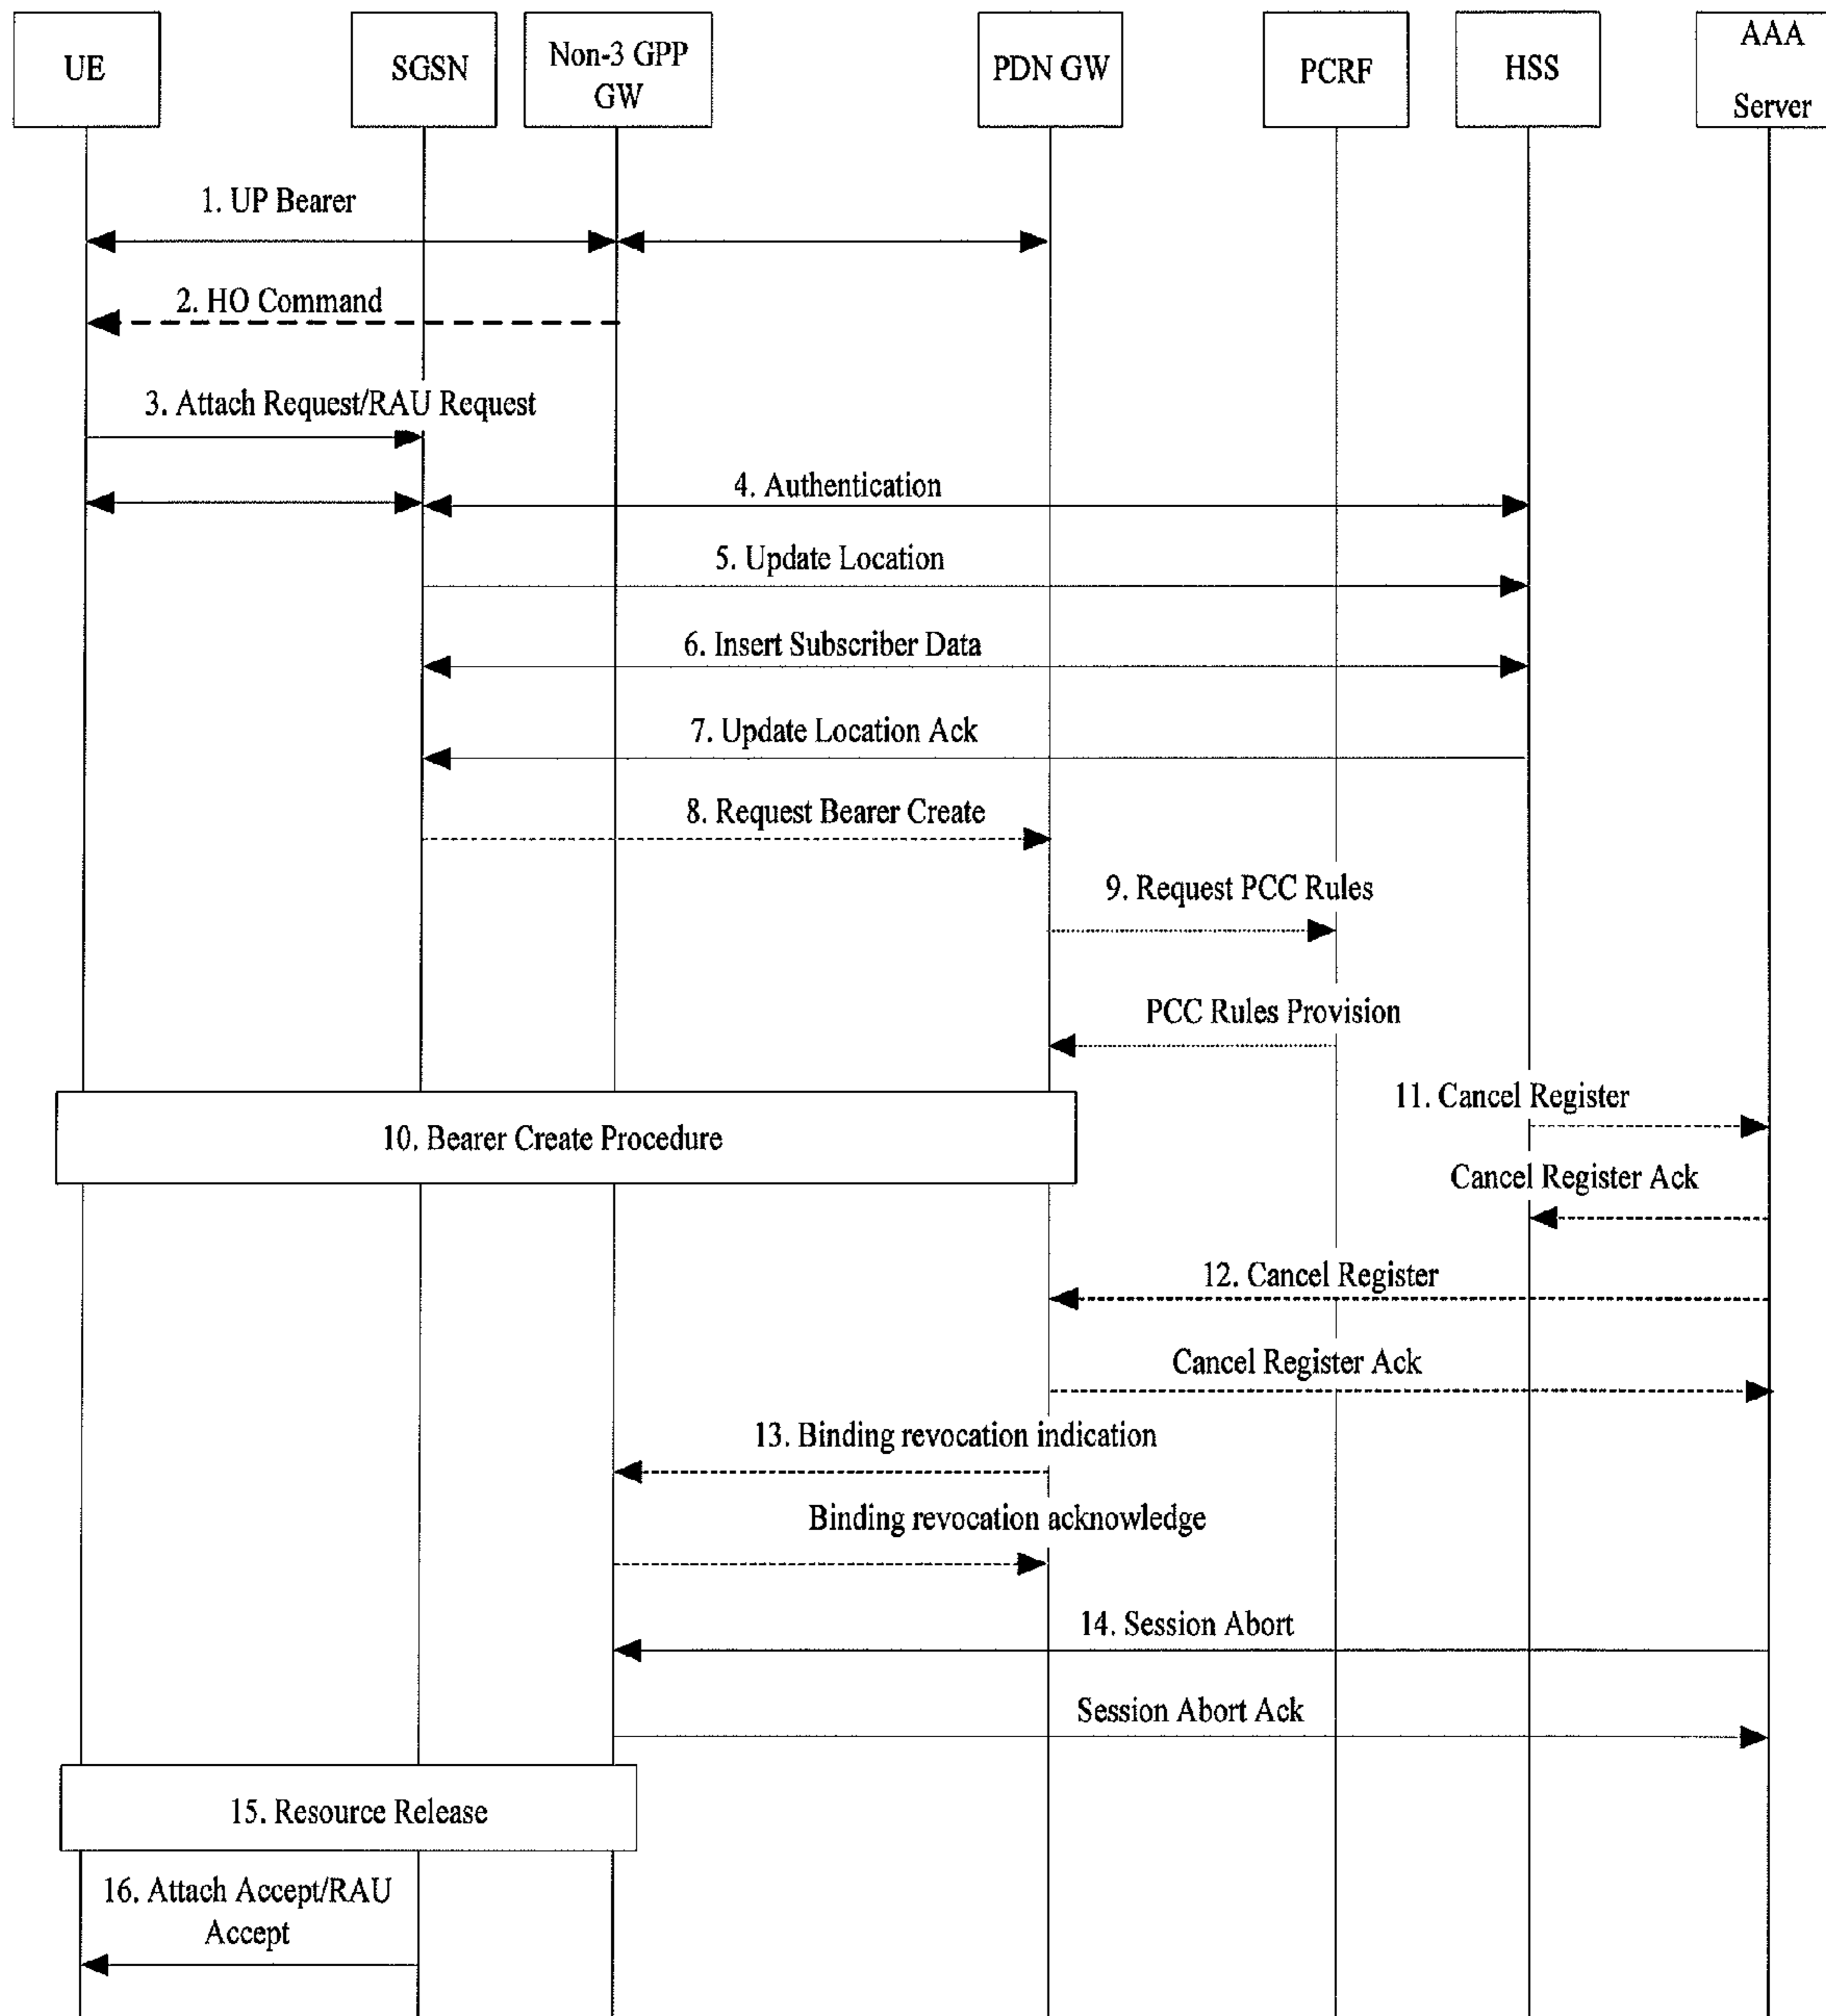 UE
SGSN
Non-3 GPP
GW
PDN GW
PCRF
HSS
AAA
Server
1. UP Bearer
2. HO Command
3. Attach Request/RAU Request
4. Authentication
5. Update Location
6. Insert Subscriber Data
7. Update Location Ack
8. Request Bearer Create
9. Request PCC Rules
PCC Rules Provision
11. Cancel Register
10. Bearer Create Procedure
Cancel Register Ack
12. Cancel Register
Cancel Register Ack
13. Binding revocation indication
Binding revocation acknowledge
14. Session Abort
Session Abort Ack
15. Resource Release
16. Attach Accept/RAU
Accept